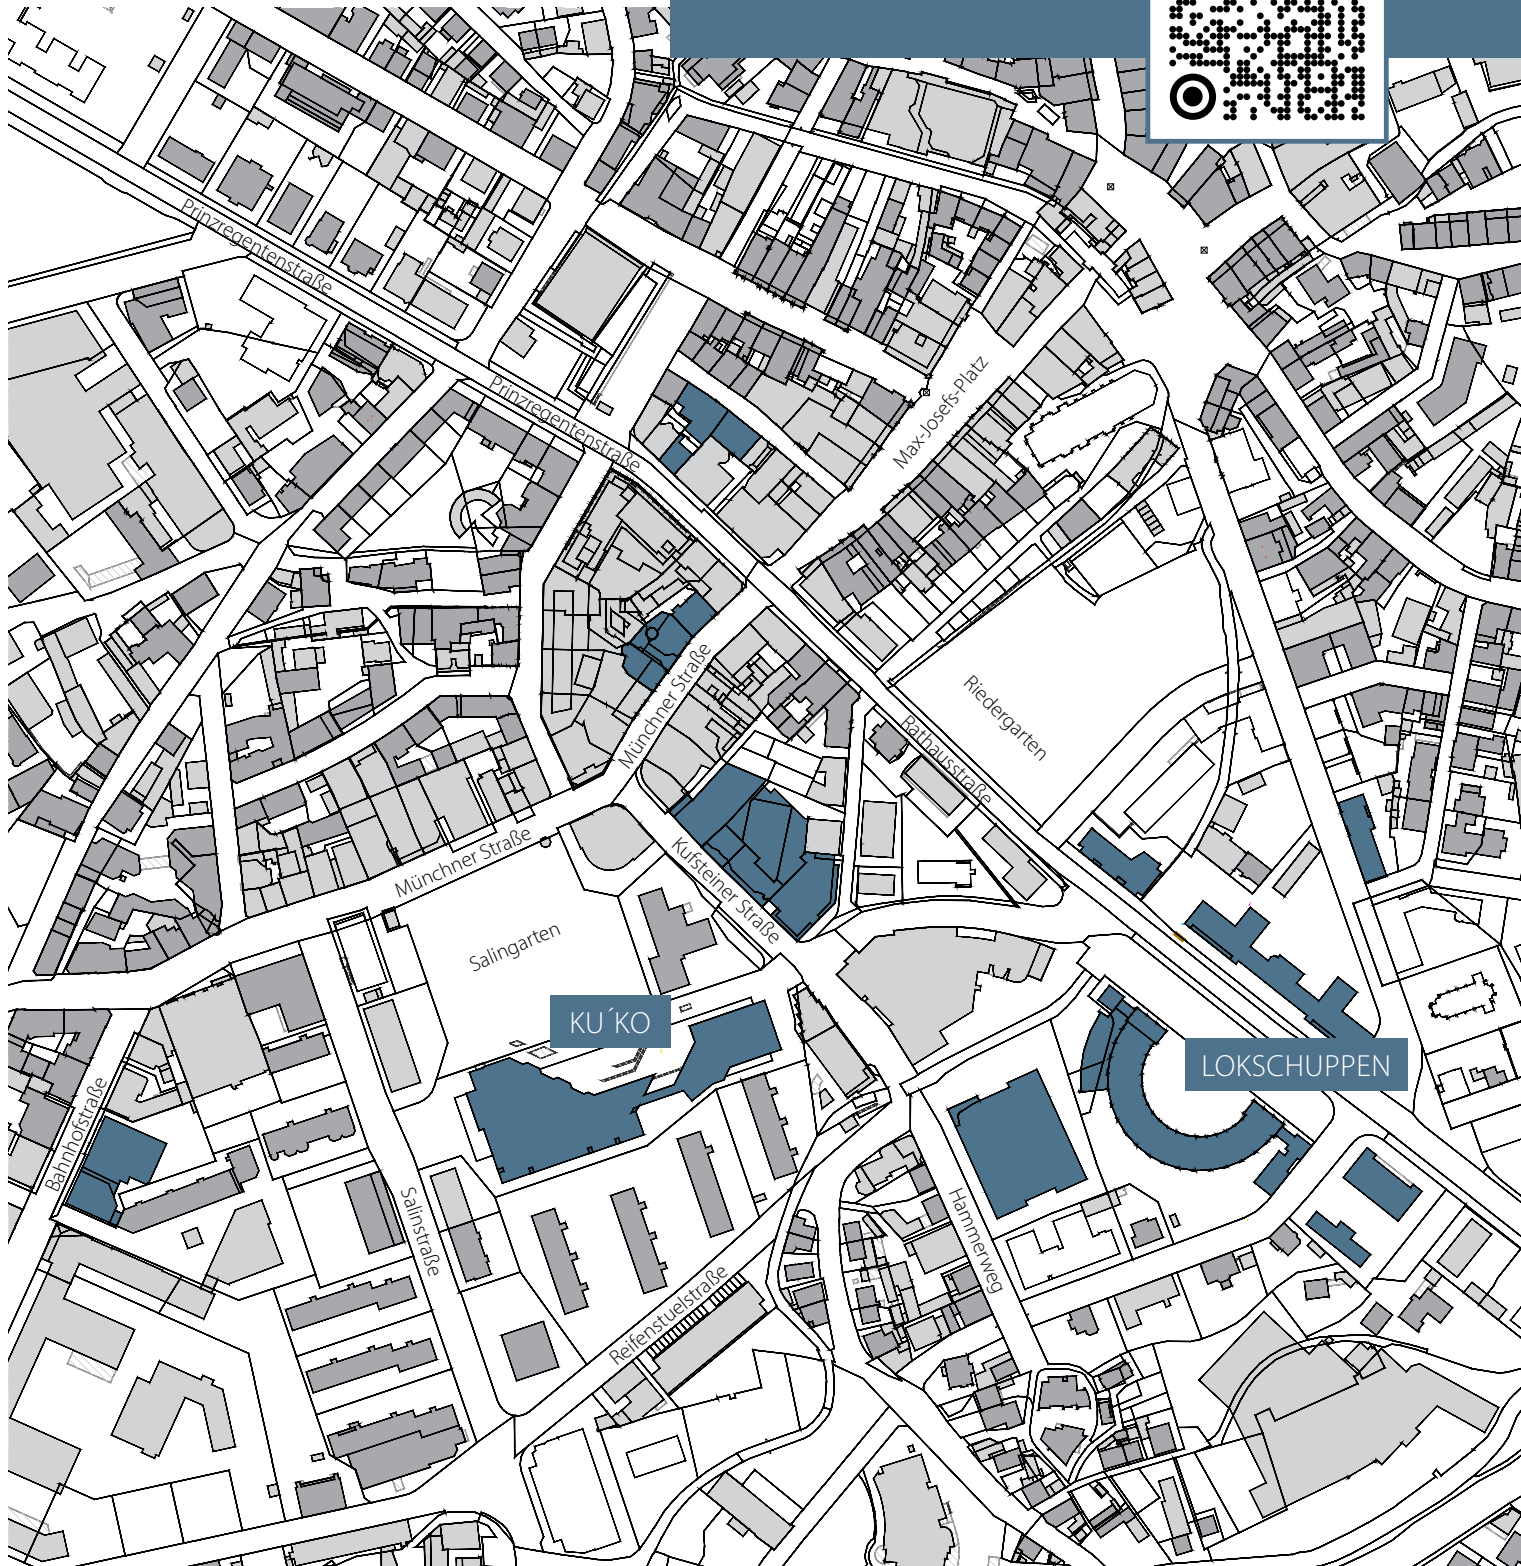 Prinzregentenstraße
Prinzregentenstraße
Max-Josefs-Platz
Münchner Straße
Riedergarten
Rathausstraße
Münchner Straße
Kufsteiner Straße
Salingarten
KU´KO
LOKSCHUPPEN
Bahnhofstraße
Salinstraße
Hammerweg
Reifenstuelstraße